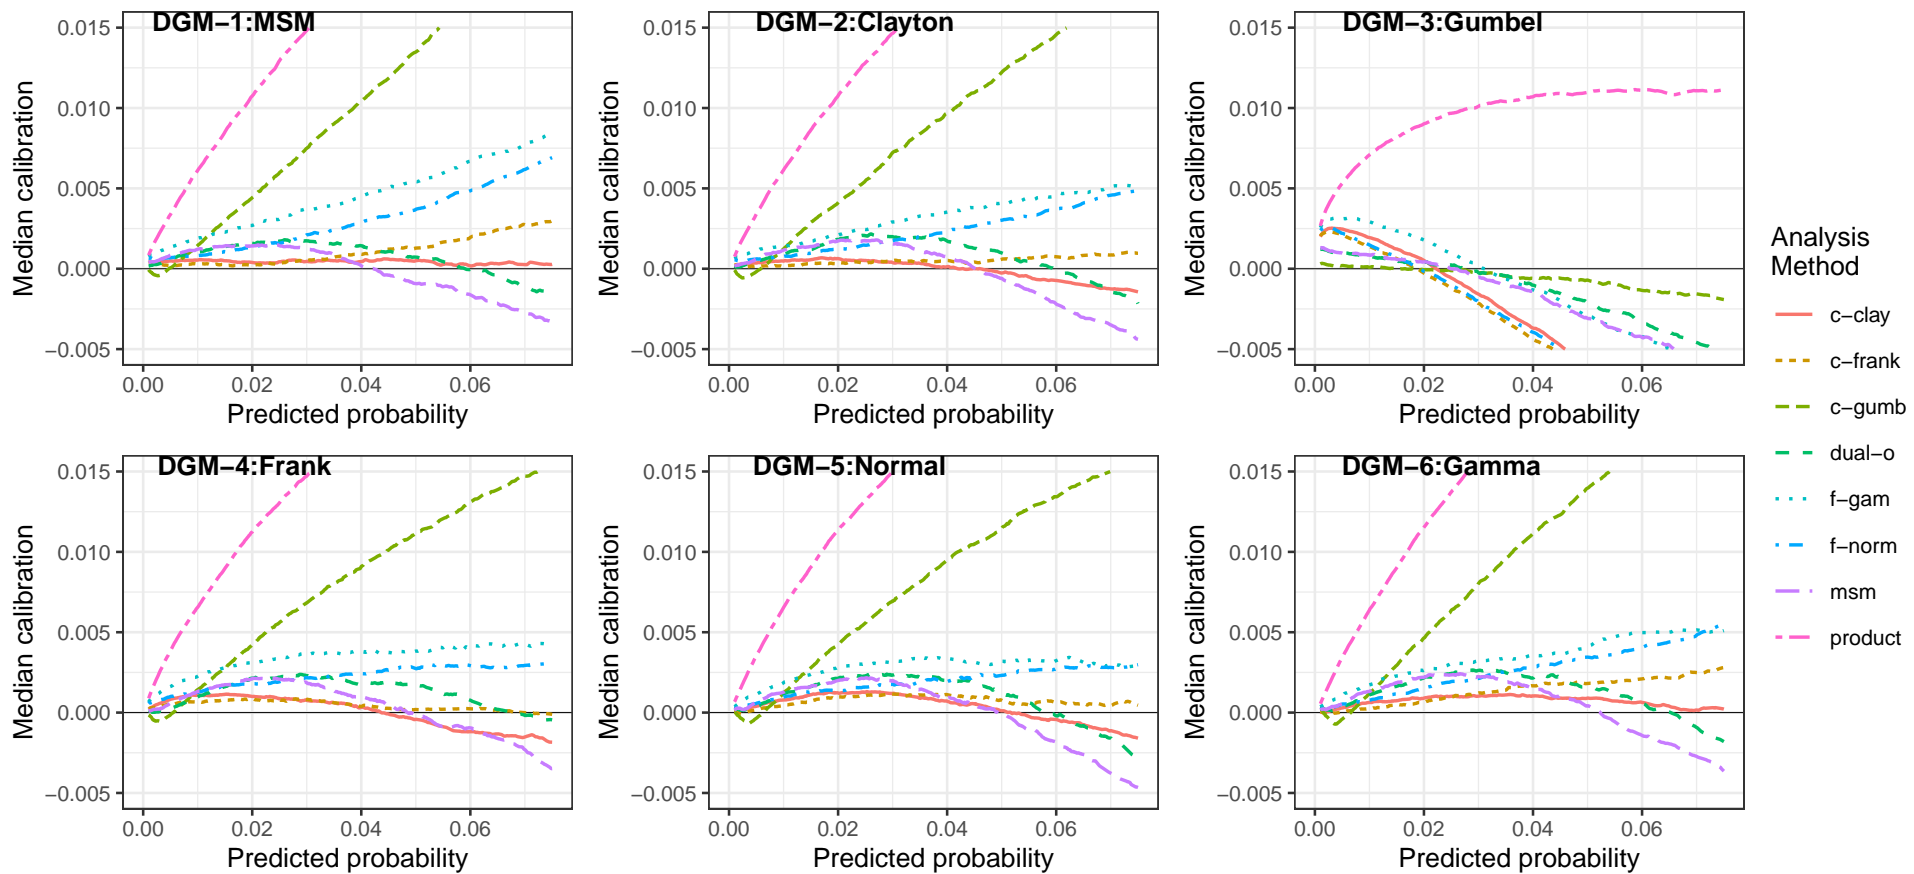 DGM−1:MSM
0.015
0.010
0.005
0.000
−0.005
Median calibration
0.00 0.02 0.04 0.06
Predicted probability
DGM−2:Clayton
0.015
0.010
0.005
0.000
−0.005
Median calibration
0.00 0.02 0.04 0.06
Predicted probability
DGM−3:Gumbel
0.015
0.010
0.005
0.000
−0.005
Median calibration
0.00 0.02 0.04 0.06
Predicted probability
DGM−4:Frank
0.015
0.010
0.005
0.000
−0.005
Median calibration
0.00 0.02 0.04 0.06
Predicted probability
DGM−5:Normal
0.015
0.010
0.005
0.000
−0.005
Median calibration
0.00 0.02 0.04 0.06
Predicted probability
DGM−6:Gamma
0.015
0.010
0.005
0.000
−0.005
Median calibration
0.00 0.02 0.04 0.06
Predicted probability
Analysis
Method
c−clay
c−frank
c−gumb
dual−o
f−gam
f−norm
msm
product